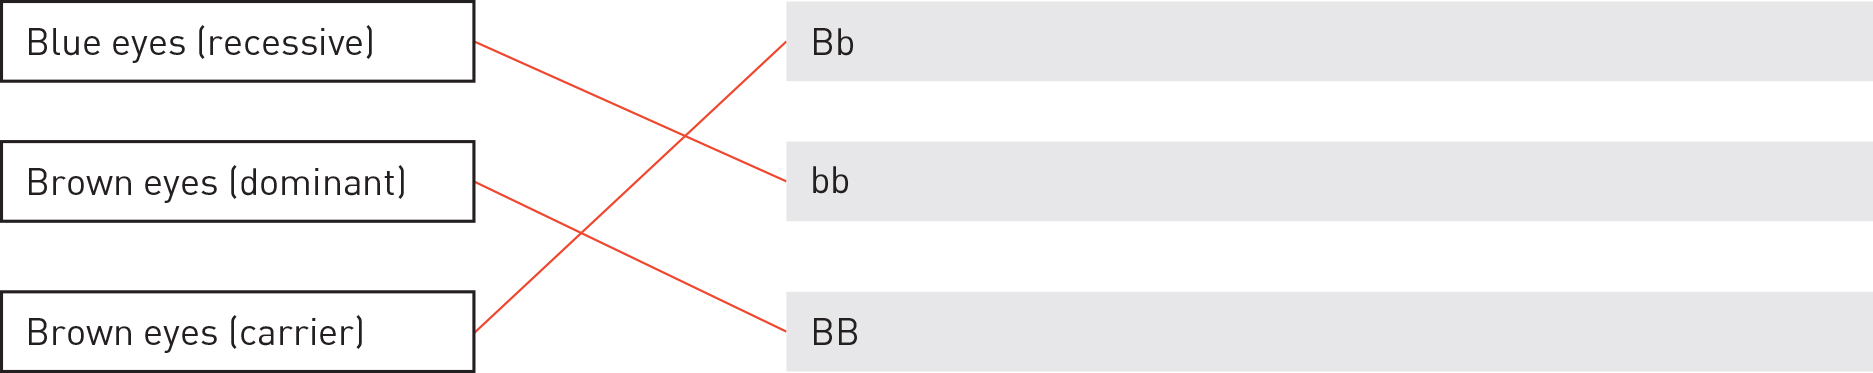 Blue eyes (recessive)
Bb
Brown eyes (dominant)
bb
Brown eyes (carrier)
BB